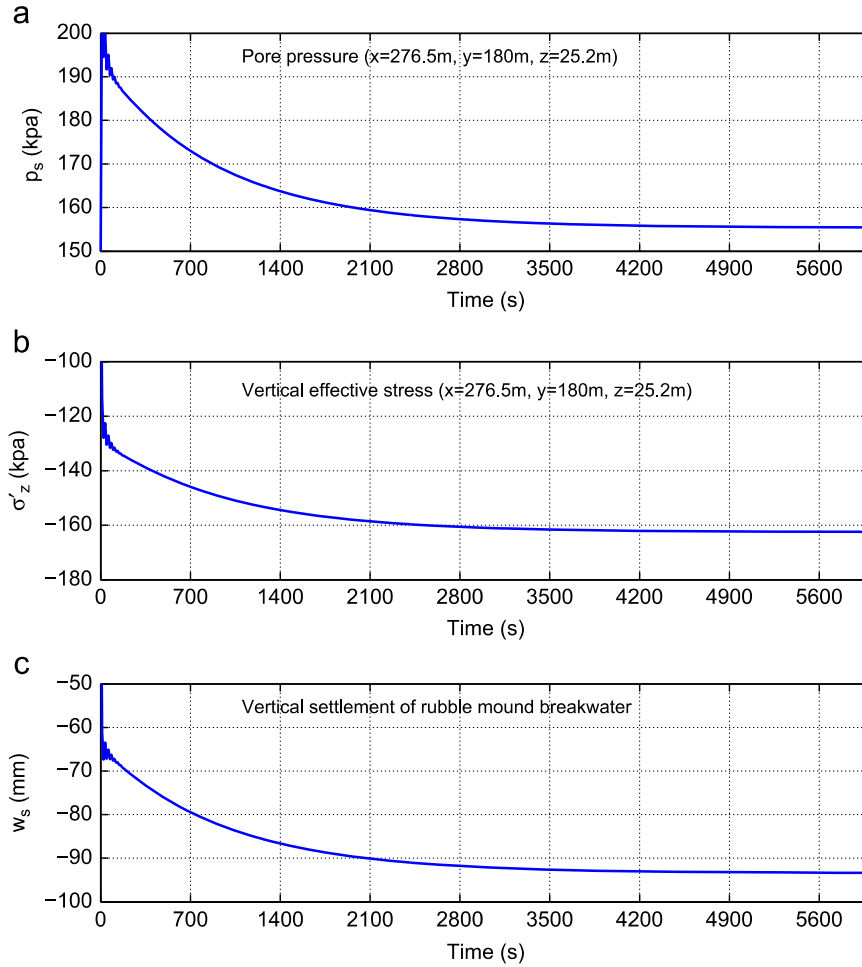 a
Pore pressure (x=276.5m, y=180m, z=25.2m)
200
190
180
170
160
150
p_s (kpa)
0 700 1400 2100 2800 3500 4200 4900 5600
Time (s)
b
Vertical effective stress (x=276.5m, y=180m, z=25.2m)
−100
−120
−140
−160
−180
σ′_z (kpa)
0 700 1400 2100 2800 3500 4200 4900 5600
Time (s)
c
Vertical settlement of rubble mound breakwater
−50
−60
−70
−80
−90
−100
w_s (mm)
0 700 1400 2100 2800 3500 4200 4900 5600
Time (s)